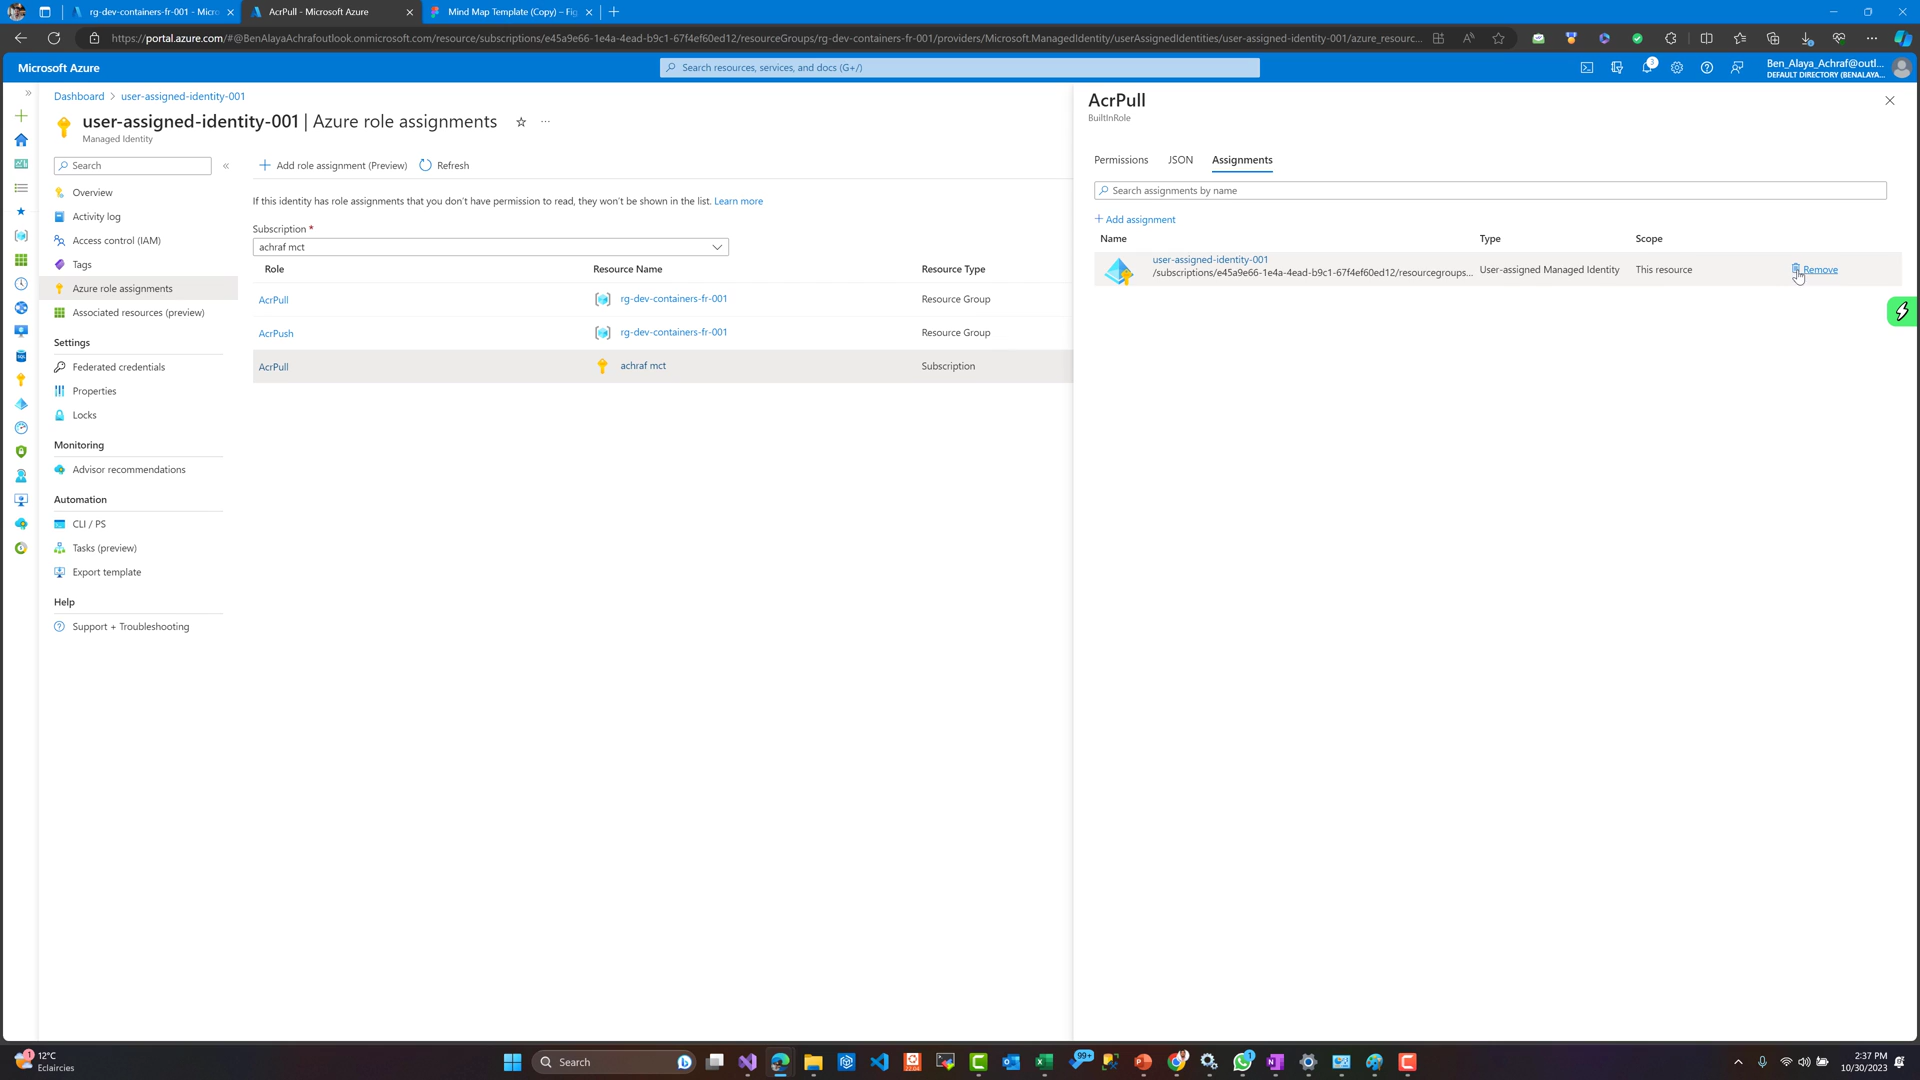 rg-dev-containers-fr-001 - Micro
AcrPull - Microsoft Azure
Mind Map Template (Copy) – Fig
https://portal.azure.com/#@BenAlayaAchrafoutlook.onmicrosoft.com/resource/subscriptions/e45a9e66-1e4a-4ead-b9c1-67f4ef60ed12/resourceGroups/rg-dev-containers-fr-001/providers/Microsoft.ManagedIdentity/userAssignedIdentities/user-assigned-identity-001/azure_resourc...
Microsoft Azure
Search resources, services, and docs (G+/)
3
Ben_Alaya_Achraf@outl...
DEFAULT DIRECTORY (BENALAYA...
Dashboard > user-assigned-identity-001
user-assigned-identity-001 | Azure role assignments
Managed Identity
Search
Overview
Activity log
Access control (IAM)
Tags
Azure role assignments
Associated resources (preview)
Settings
Federated credentials
Properties
Locks
Monitoring
Advisor recommendations
Automation
CLI / PS
Tasks (preview)
Export template
Help
Support + Troubleshooting
Add role assignment (Preview)
Refresh
If this identity has role assignments that you don't have permission to read, they won't be shown in the list. Learn more
Subscription *
achraf mct
Role Resource Name Resource Type
AcrPull rg-dev-containers-fr-001 Resource Group
AcrPush rg-dev-containers-fr-001 Resource Group
AcrPull achraf mct Subscription
AcrPull
BuiltInRole
Permissions JSON Assignments
Search assignments by name
Add assignment
Name Type Scope
user-assigned-identity-001
/subscriptions/e45a9e66-1e4a-4ead-b9c1-67f4ef60ed12/resourcegroups... User-assigned Managed Identity This resource Remove
1
12°C
Eclaircies
Search
99+
2:37 PM
10/30/2023